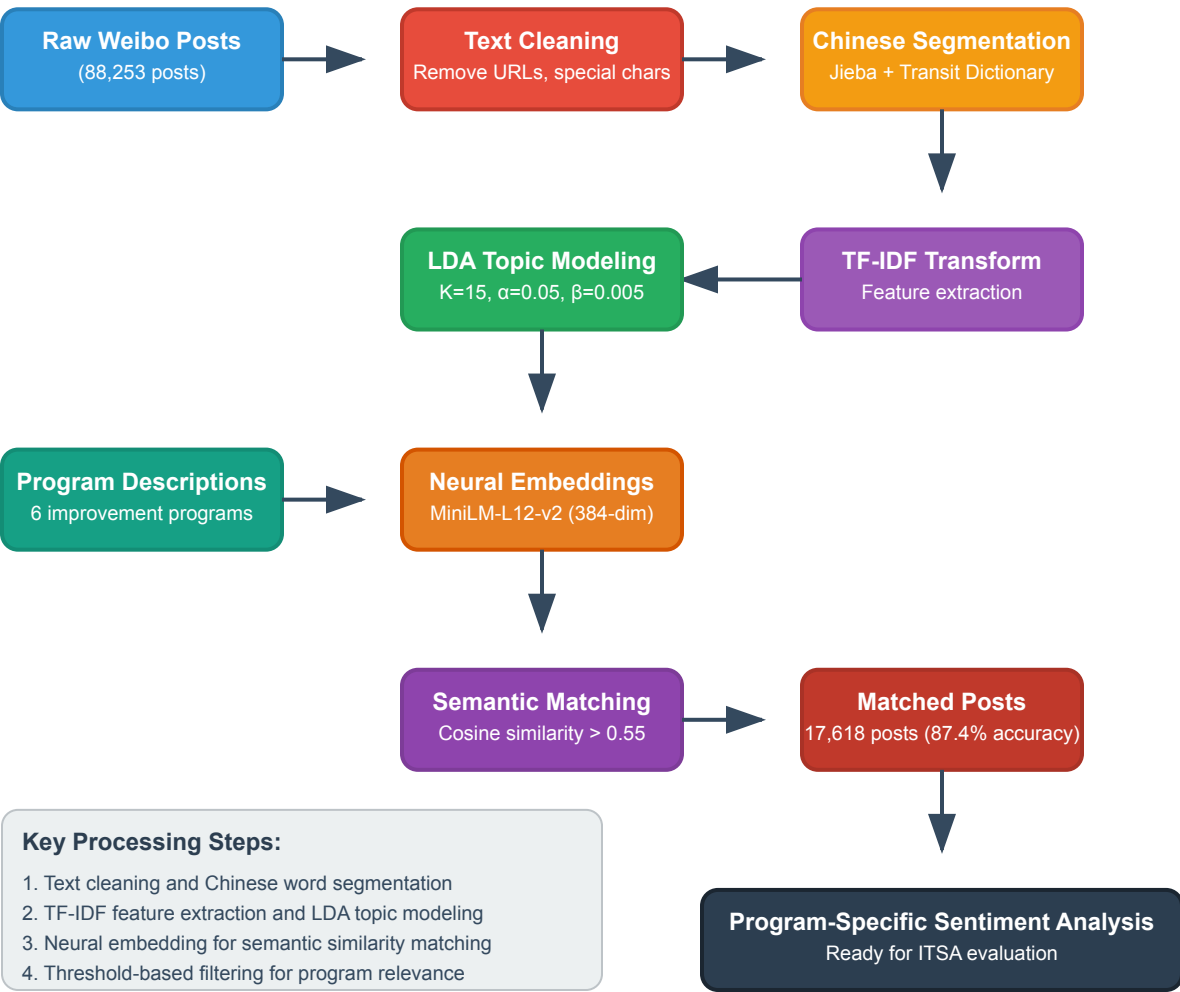 Raw Weibo Posts
(88,253 posts)
Text Cleaning
Remove URLs, special chars
Chinese Segmentation
Jieba + Transit Dictionary
LDA Topic Modeling
K=15, α=0.05, β=0.005
TF-IDF Transform
Feature extraction
Program Descriptions
6 improvement programs
Neural Embeddings
MiniLM-L12-v2 (384-dim)
Semantic Matching
Cosine similarity > 0.55
Matched Posts
17,618 posts (87.4% accuracy)
Key Processing Steps:
1. Text cleaning and Chinese word segmentation
2. TF-IDF feature extraction and LDA topic modeling
3. Neural embedding for semantic similarity matching
4. Threshold-based filtering for program relevance
Program-Specific Sentiment Analysis
Ready for ITSA evaluation